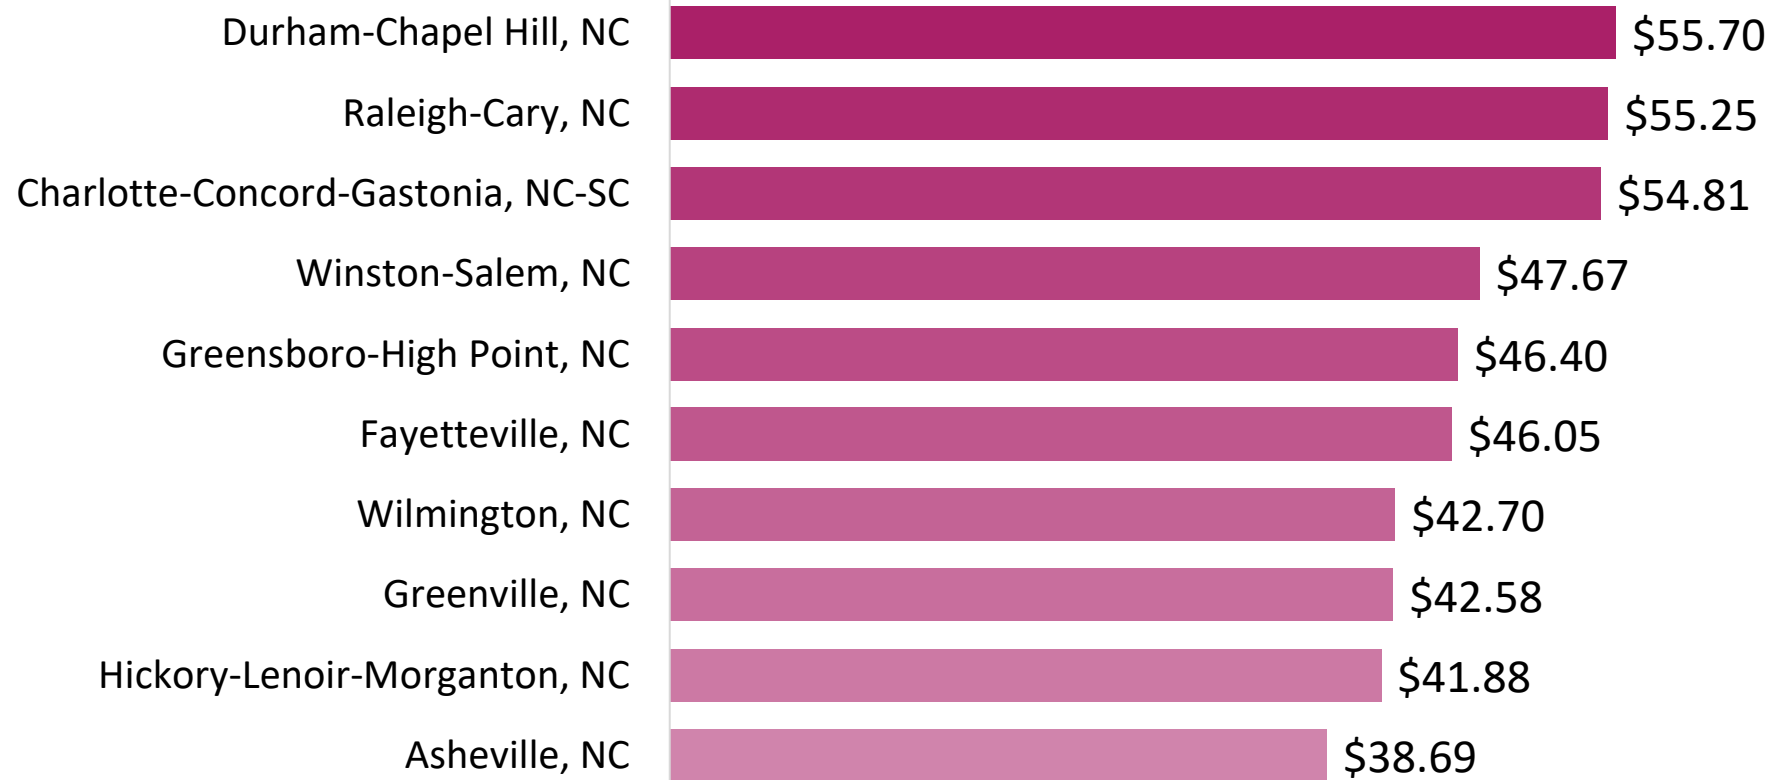 Durham-Chapel Hill, NC $55.70
Raleigh-Cary, NC $55.25
Charlotte-Concord-Gastonia, NC-SC $54.81
Winston-Salem, NC $47.67
Greensboro-High Point, NC $46.40
Fayetteville, NC $46.05
Wilmington, NC $42.70
Greenville, NC $42.58
Hickory-Lenoir-Morganton, NC $41.88
Asheville, NC $38.69